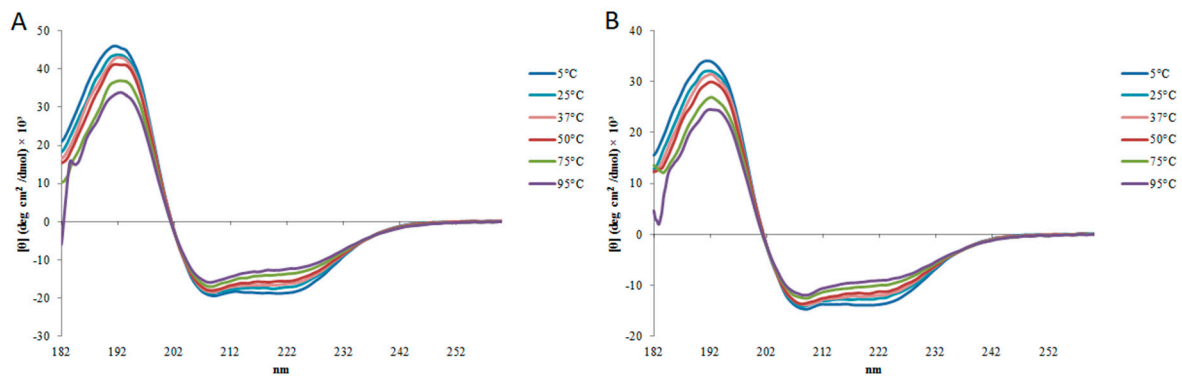 A
[θ] (deg cm² /dmol) × 10³
50
40
30
20
10
0
-10
-20
-30
182 192 202 212 222 232 242 252
nm
5°C
25°C
37°C
50°C
75°C
95°C
B
[θ] (deg cm² /dmol) × 10³
40
30
20
10
0
-10
-20
182 192 202 212 222 232 242 252
nm
5°C
25°C
37°C
50°C
75°C
95°C